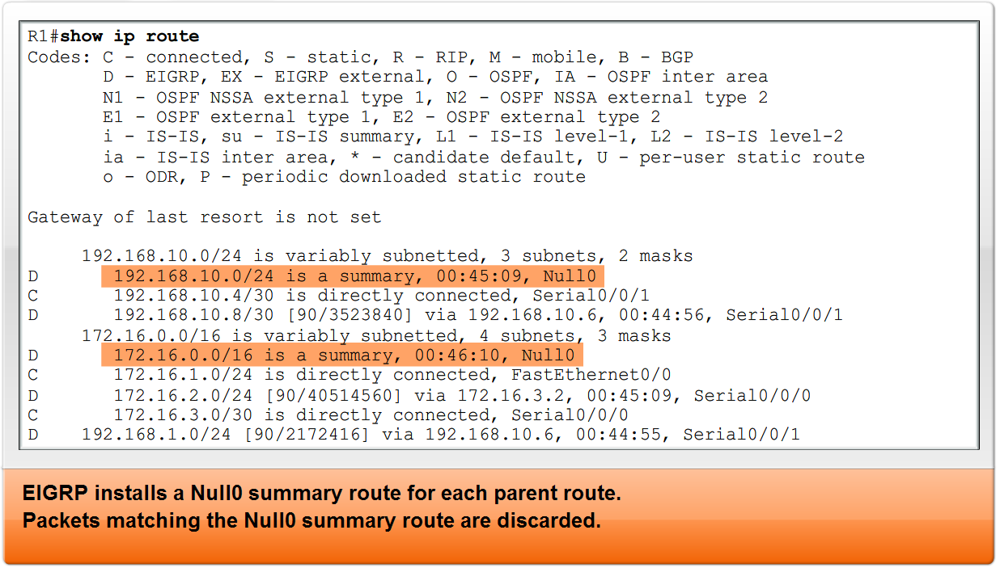 R1#show ip route
Codes: C - connected, S - static, R - RIP, M - mobile, B - BGP
D - EIGRP, EX - EIGRP external, O - OSPF, IA - OSPF inter area
N1 - OSPF NSSA external type 1, N2 - OSPF NSSA external type 2
E1 - OSPF external type 1, E2 - OSPF external type 2
i - IS-IS, su - IS-IS summary, L1 - IS-IS level-1, L2 - IS-IS level-2
ia - IS-IS inter area, * - candidate default, U - per-user static route
o - ODR, P - periodic downloaded static route
Gateway of last resort is not set
192.168.10.0/24 is variably subnetted, 3 subnets, 2 masks
D 192.168.10.0/24 is a summary, 00:45:09, Null0
C 192.168.10.4/30 is directly connected, Serial0/0/1
D 192.168.10.8/30 [90/3523840] via 192.168.10.6, 00:44:56, Serial0/0/1
172.16.0.0/16 is variably subnetted, 4 subnets, 3 masks
D 172.16.0.0/16 is a summary, 00:46:10, Null0
C 172.16.1.0/24 is directly connected, FastEthernet0/0
D 172.16.2.0/24 [90/40514560] via 172.16.3.2, 00:45:09, Serial0/0/0
C 172.16.3.0/30 is directly connected, Serial0/0/0
D 192.168.1.0/24 [90/2172416] via 192.168.10.6, 00:44:55, Serial0/0/1
EIGRP installs a Null0 summary route for each parent route.
Packets matching the Null0 summary route are discarded.